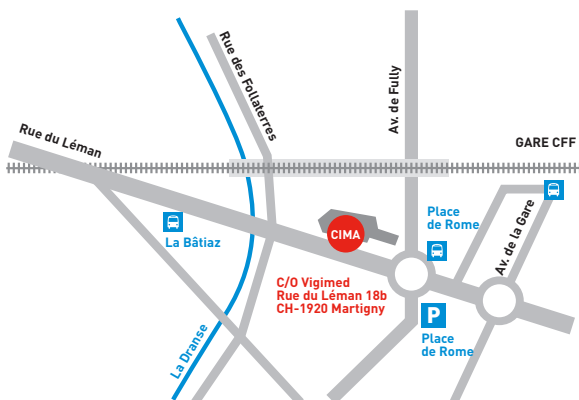 Rue des Follaterres
Av. de Fully
Rue du Léman
GARE CFF
Place
de Rome
Av. de la Gare
CIMA
La Bâtiaz
C/O Vigimed
Rue du Léman 18b
CH-1920 Martigny
P
Place
de Rome
La Dranse